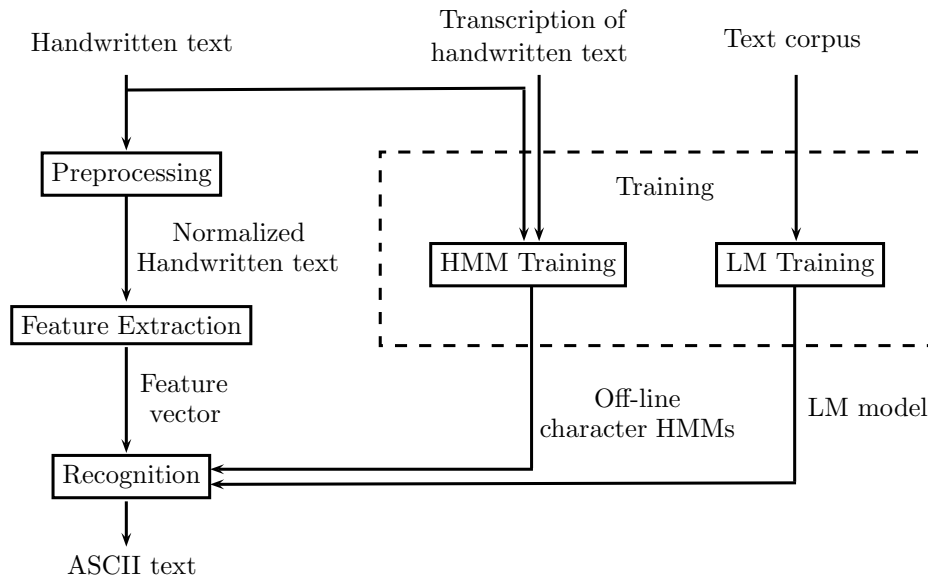 Handwritten text
Transcription of
handwritten text
Text corpus
Preprocessing
Training
Normalized
Handwritten text
HMM Training
LM Training
Feature Extraction
Feature
vector
Off-line
character HMMs
LM model
Recognition
ASCII text